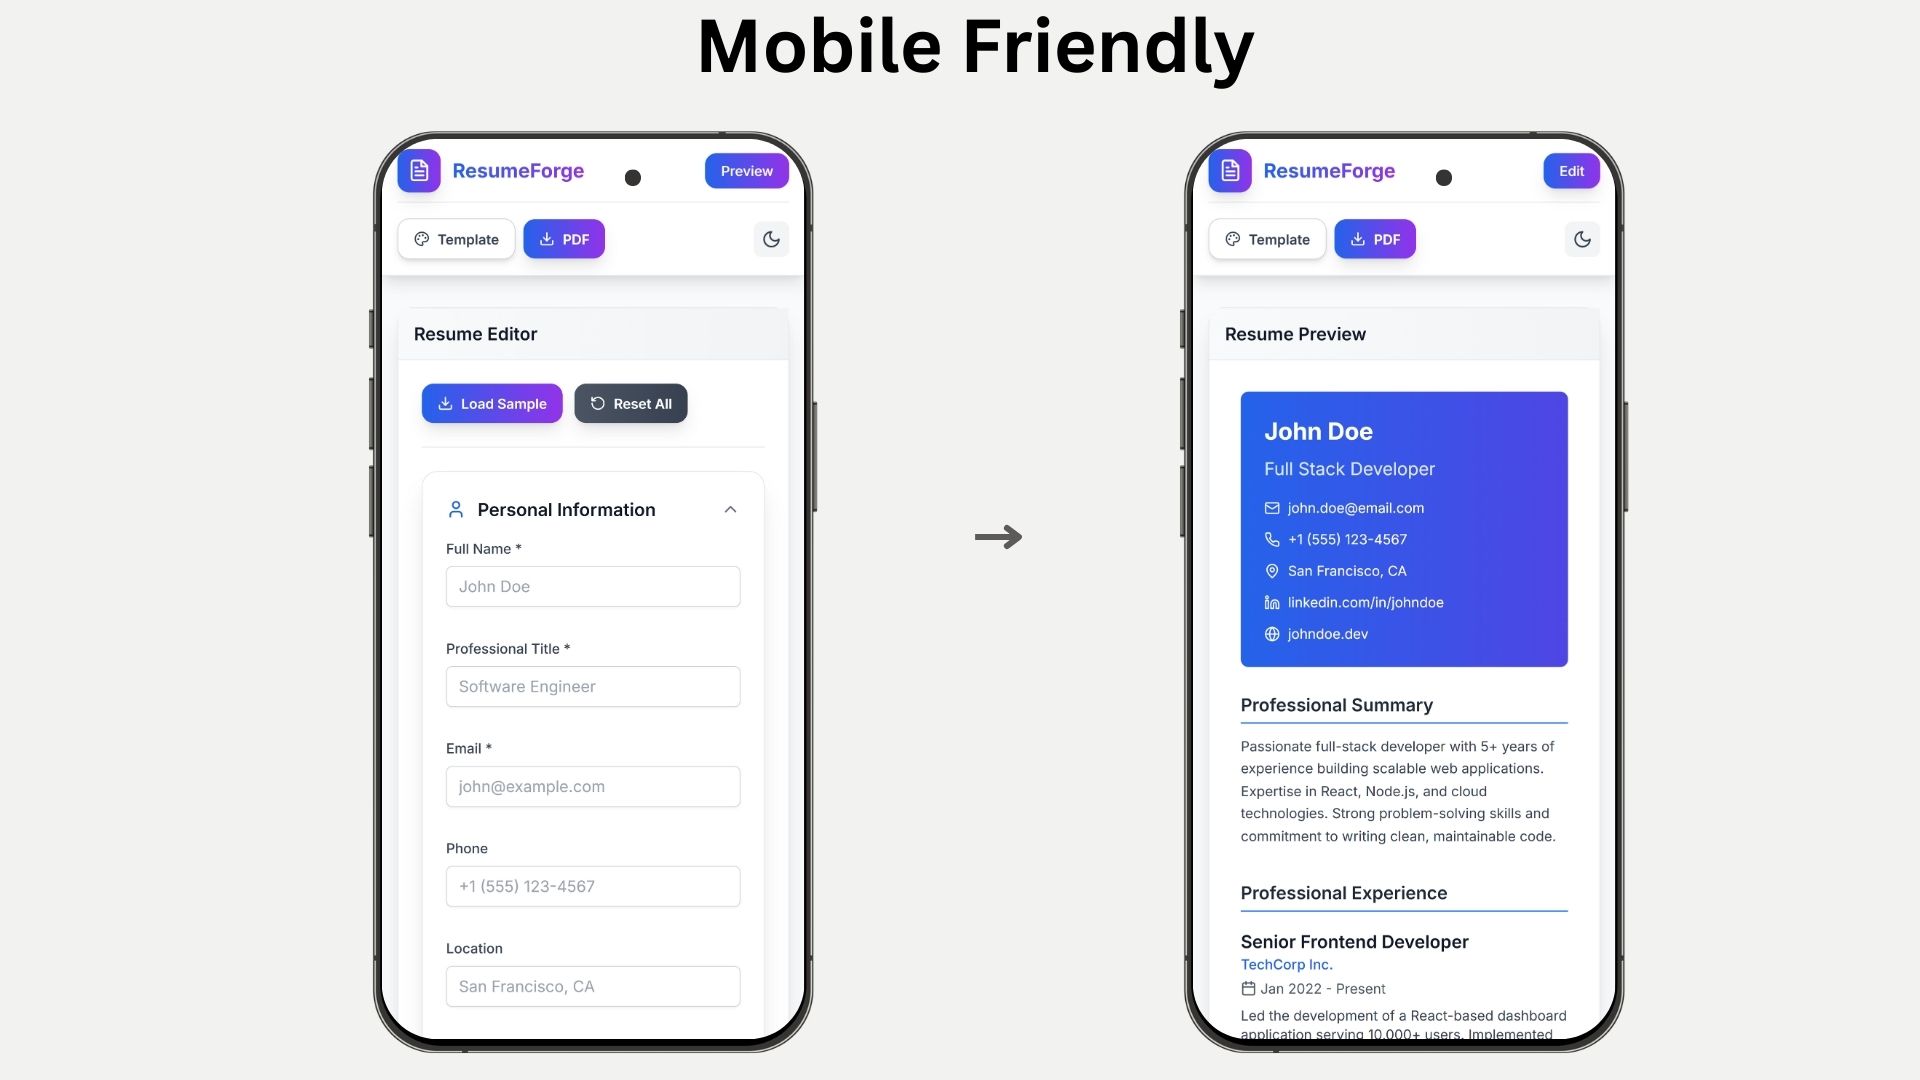 Mobile Friendly
ResumeForge
Preview
Template
PDF
Resume Editor
Load Sample
Reset All
Personal Information
Full Name *
John Doe
Professional Title *
Software Engineer
Email *
john@example.com
Phone
+1 (555) 123-4567
Location
San Francisco, CA
ResumeForge
Edit
Template
PDF
Resume Preview
John Doe
Full Stack Developer
john.doe@email.com
+1 (555) 123-4567
San Francisco, CA
linkedin.com/in/johndoe
johndoe.dev
Professional Summary
Passionate full-stack developer with 5+ years of
experience building scalable web applications.
Expertise in React, Node.js, and cloud
technologies. Strong problem-solving skills and
commitment to writing clean, maintainable code.
Professional Experience
Senior Frontend Developer
TechCorp Inc.
Jan 2022 - Present
Led the development of a React-based dashboard
application serving 10,000+ users. Implemented